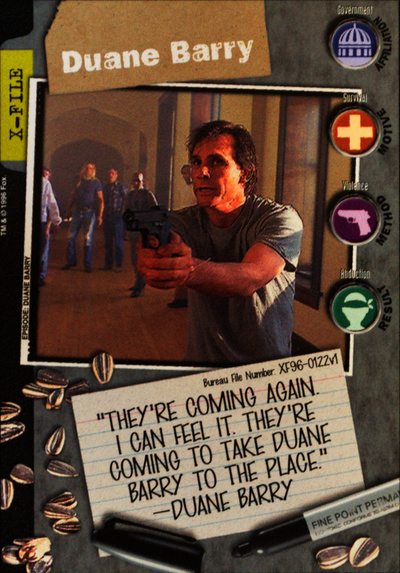 Government
Duane Barry
AFFILIATION
X-FILE
Survival
MOTIVE
TM & © 1996 Fox.
Violence
METHOD
Abduction
RESULT
EPISODE: DUANE BARRY
Bureau File Number: XF96-0122v1
"THEY'RE COMING AGAIN.
I CAN FEEL IT. THEY'RE
COMING TO TAKE DUANE
BARRY TO THE PLACE."
—DUANE BARRY
FINE POINT PERMA